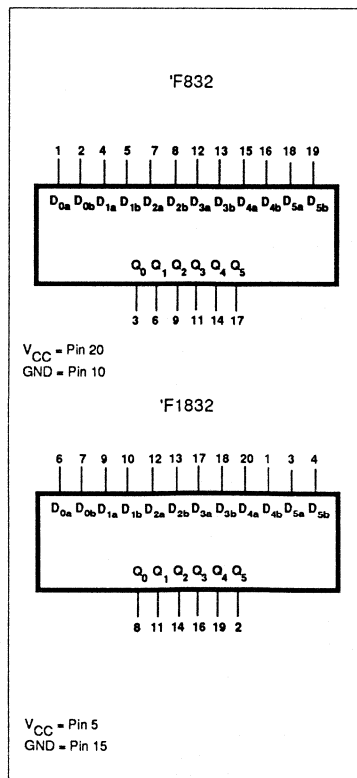 'F832
1 2 4 5 7 8 12 13 15 16 18 19
D0a D0b D1a D1b D2a D2b D3a D3b D4a D4b D5a D5b
Q0 Q1 Q2 Q3 Q4 Q5
3 6 9 11 14 17
VCC = Pin 20
GND = Pin 10
'F1832
6 7 9 10 12 13 17 18 20 1 3 4
D0a D0b D1a D1b D2a D2b D3a D3b D4a D4b D5a D5b
Q0 Q1 Q2 Q3 Q4 Q5
8 11 14 16 19 2
VCC = Pin 5
GND = Pin 15